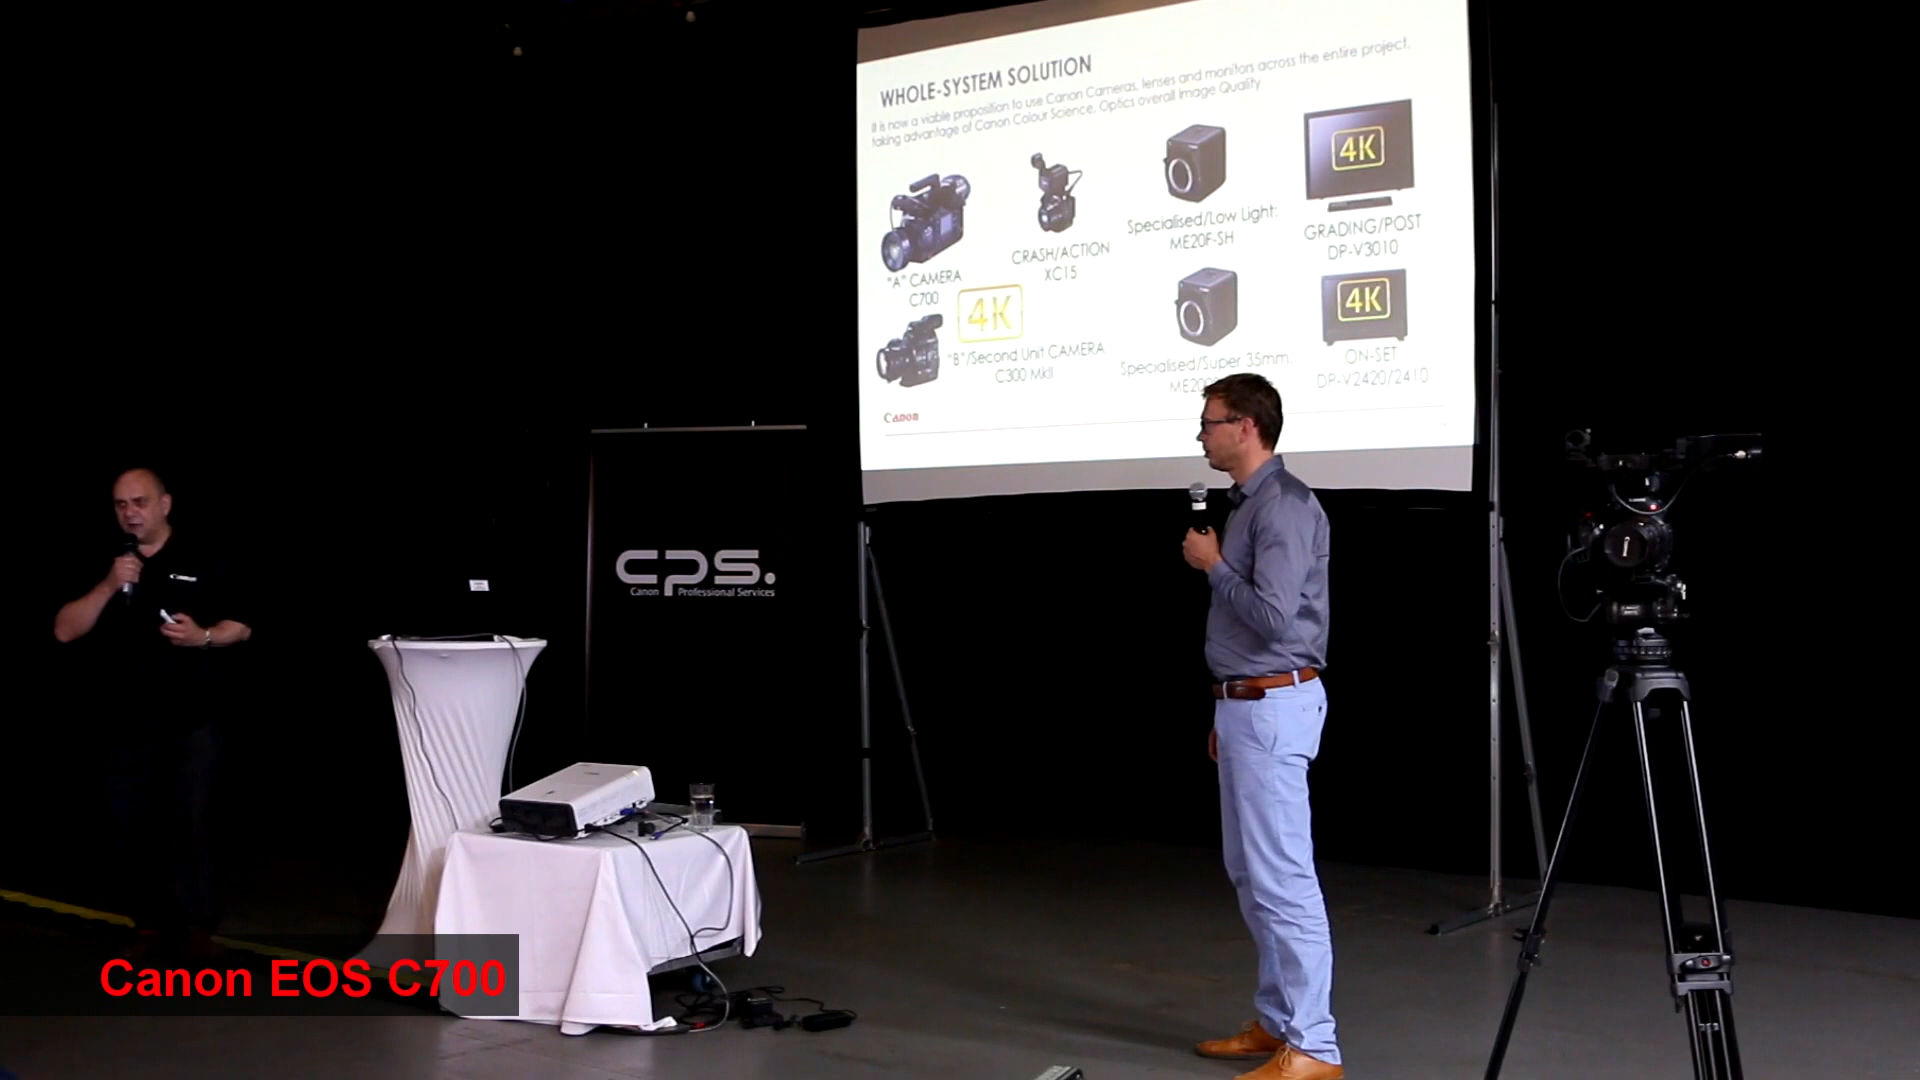 WHOLE-SYSTEM SOLUTION
It is now a viable proposition to use Canon Cameras, lenses and monitors across the entire project,
taking advantage of Canon Colour Science, Optics overall Image Quality
"A" CAMERA
C700
CRASH/ACTION
XC15
Specialised/Low Light:
ME20F-SH
4K
GRADING/POST
DP-V3010
4K
"B"/Second Unit CAMERA
C300 MkII
Specialised/Super 35mm
4K
ON-SET
DP-V2420/2410
Canon
cps.
Canon Professional Services
Canon EOS C700